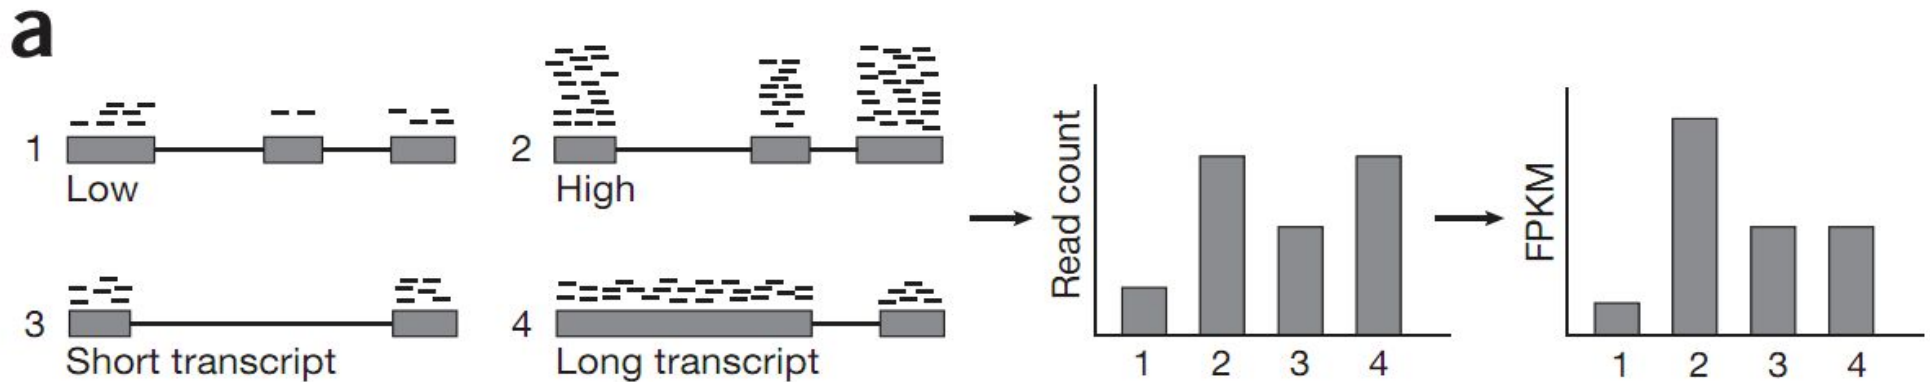 a
1
Low
2
High
3
Short transcript
4
Long transcript
Read count
1 2 3 4
FPKM
1 2 3 4